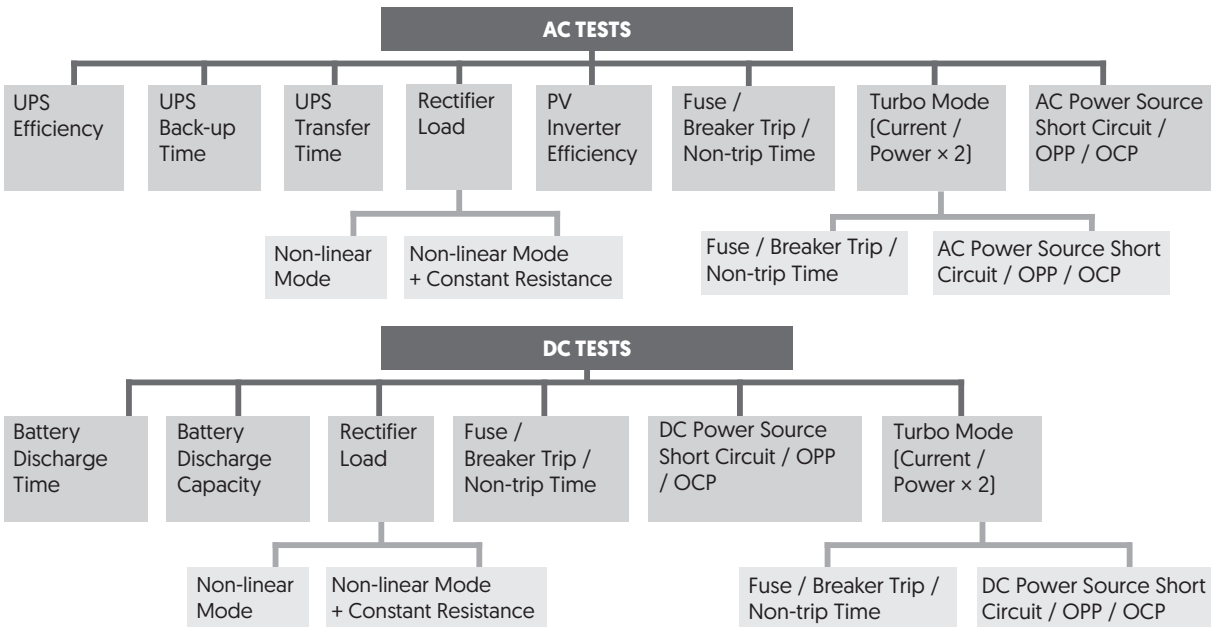 AC TESTS
UPS
Efficiency
UPS
Back-up
Time
UPS
Transfer
Time
Rectifier
Load
PV
Inverter
Efficiency
Fuse /
Breaker Trip /
Non-trip Time
Turbo Mode
(Current /
Power × 2)
AC Power Source
Short Circuit /
OPP / OCP
Non-linear
Mode
Non-linear Mode
+ Constant Resistance
Fuse / Breaker Trip /
Non-trip Time
AC Power Source Short
Circuit / OPP / OCP
DC TESTS
Battery
Discharge
Time
Battery
Discharge
Capacity
Rectifier
Load
Fuse /
Breaker Trip /
Non-trip Time
DC Power Source
Short Circuit / OPP
/ OCP
Turbo Mode
(Current /
Power × 2)
Non-linear
Mode
Non-linear Mode
+ Constant Resistance
Fuse / Breaker Trip /
Non-trip Time
DC Power Source Short
Circuit / OPP / OCP